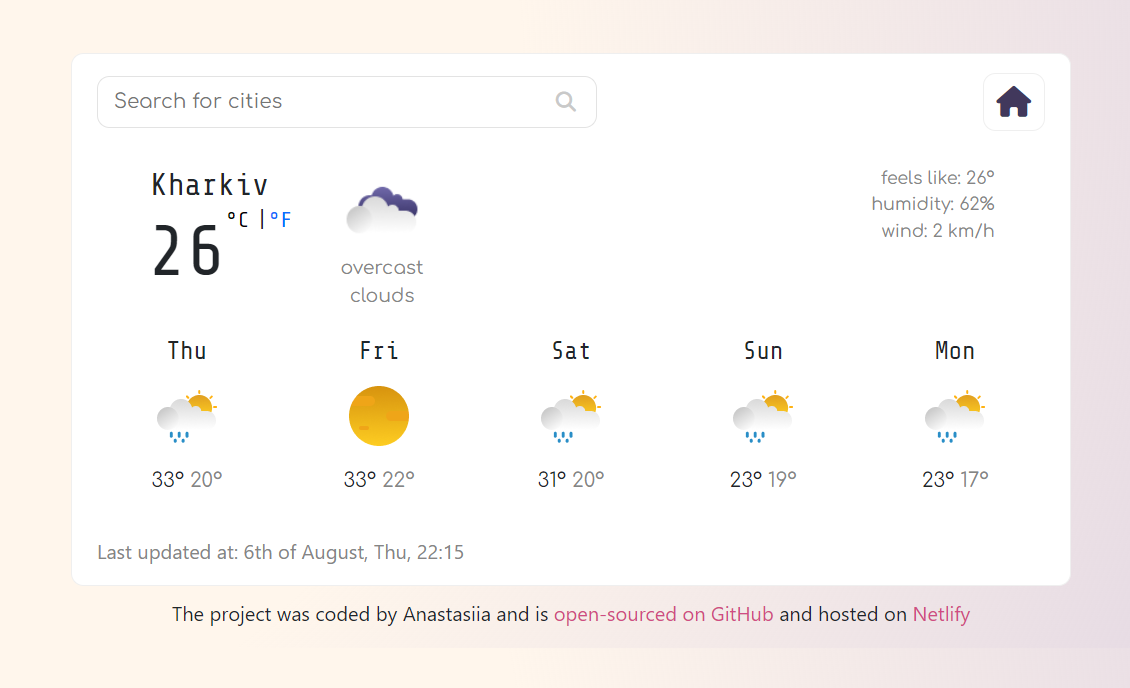 Search for cities
Kharkiv
26 °C | °F
overcast
clouds
feels like: 26°
humidity: 62%
wind: 2 km/h
Thu Fri Sat Sun Mon
33° 20° 33° 22° 31° 20° 23° 19° 23° 17°
Last updated at: 6th of August, Thu, 22:15
The project was coded by Anastasiia and is open-sourced on GitHub and hosted on Netlify